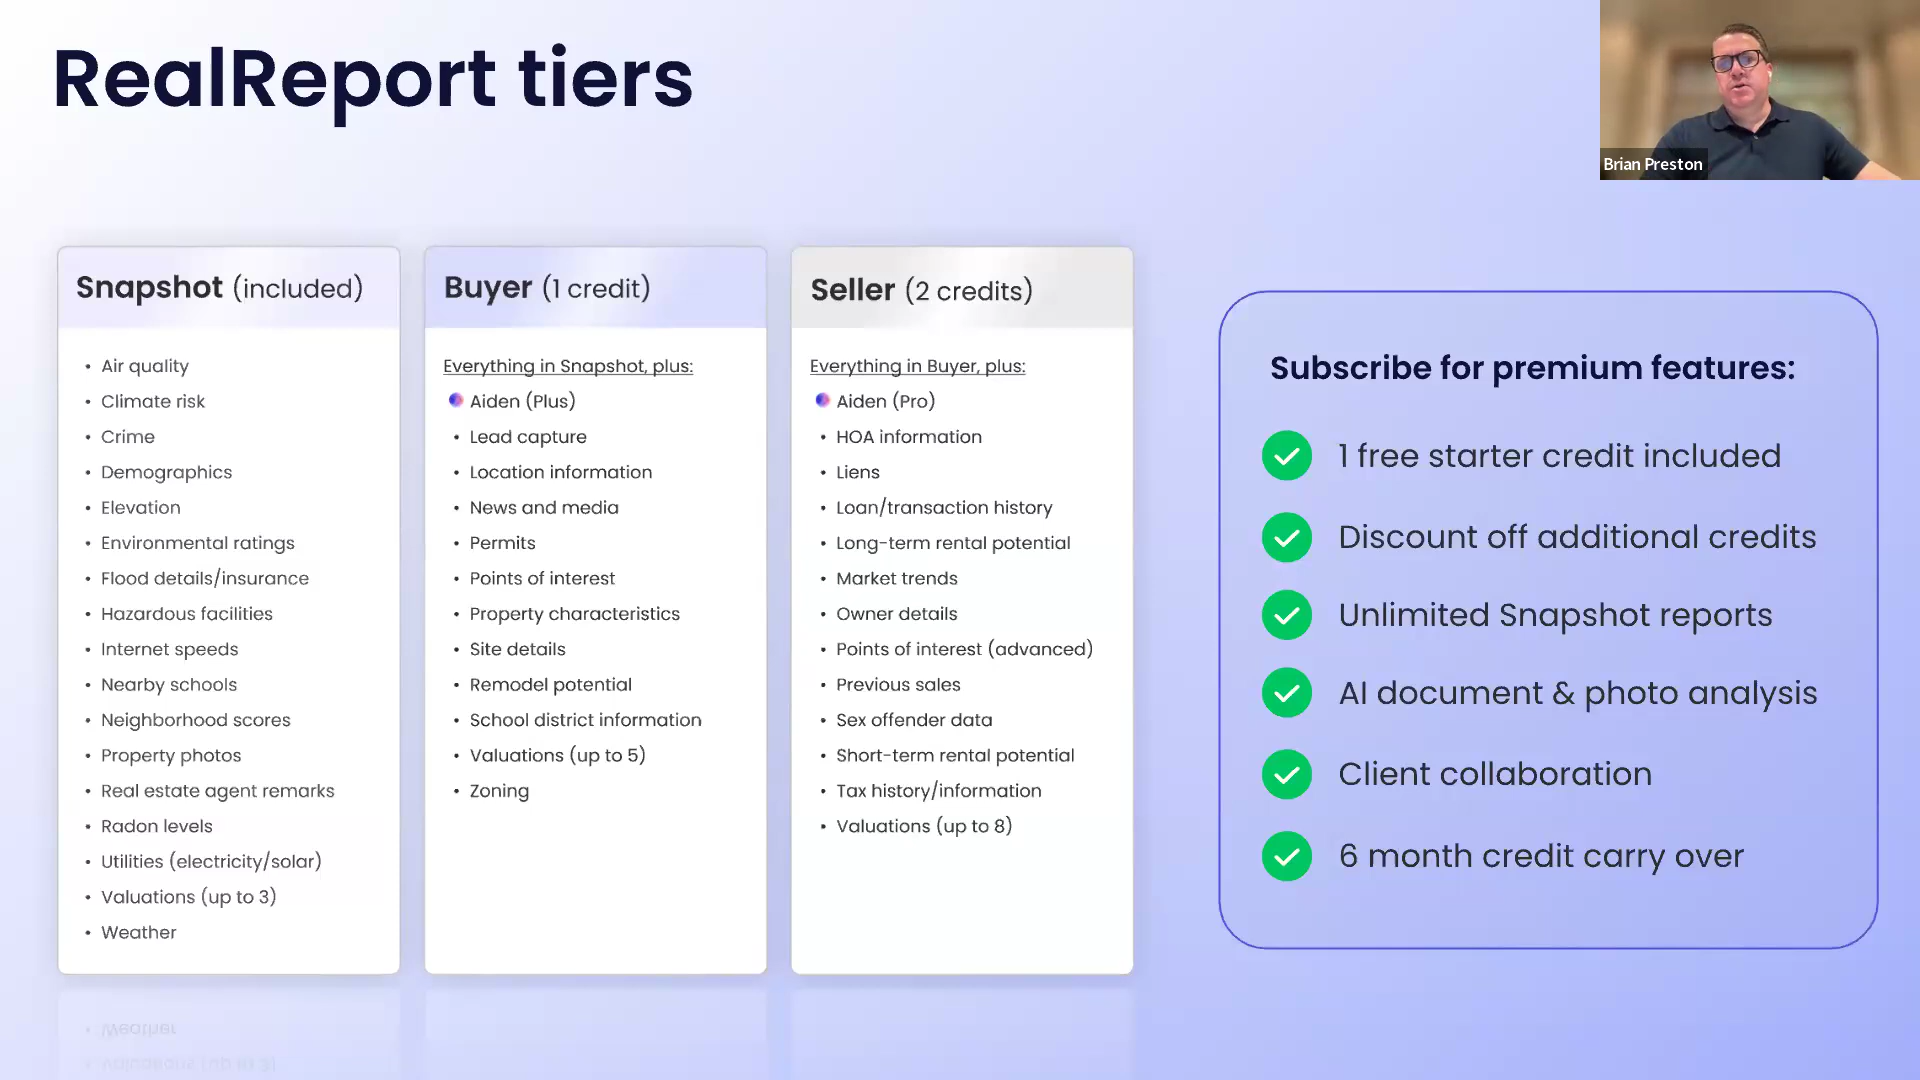 RealReport tiers
Brian Preston
Snapshot (included)
• Air quality
• Climate risk
• Crime
• Demographics
• Elevation
• Environmental ratings
• Flood details/insurance
• Hazardous facilities
• Internet speeds
• Nearby schools
• Neighborhood scores
• Property photos
• Real estate agent remarks
• Radon levels
• Utilities (electricity/solar)
• Valuations (up to 3)
• Weather
Buyer (1 credit)
Everything in Snapshot, plus:
Aiden (Plus)
• Lead capture
• Location information
• News and media
• Permits
• Points of interest
• Property characteristics
• Site details
• Remodel potential
• School district information
• Valuations (up to 5)
• Zoning
Seller (2 credits)
Everything in Buyer, plus:
Aiden (Pro)
• HOA information
• Liens
• Loan/transaction history
• Long-term rental potential
• Market trends
• Owner details
• Points of interest (advanced)
• Previous sales
• Sex offender data
• Short-term rental potential
• Tax history/information
• Valuations (up to 8)
Subscribe for premium features:
1 free starter credit included
Discount off additional credits
Unlimited Snapshot reports
AI document & photo analysis
Client collaboration
6 month credit carry over
• Weather
• Valuations (up to 3)